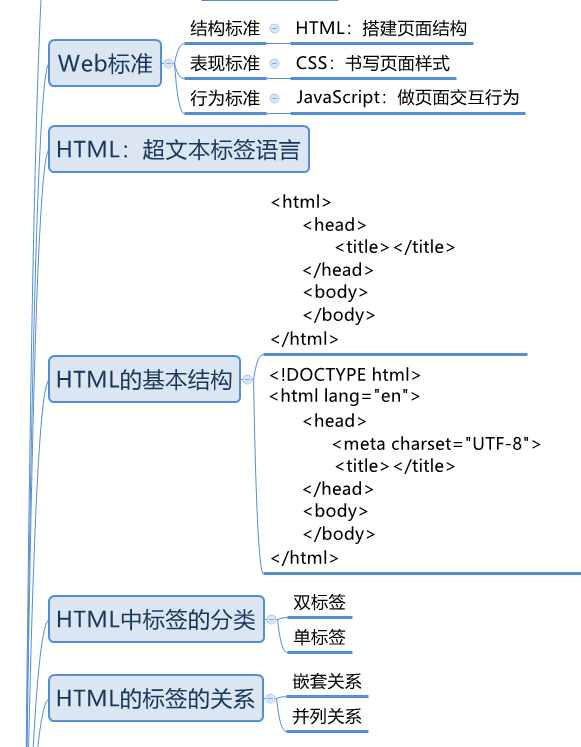 Web标准
结构标准
HTML：搭建页面结构
表现标准
CSS：书写页面样式
行为标准
JavaScript：做页面交互行为
HTML：超文本标签语言
HTML的基本结构
<html>
<head>
<title></title>
</head>
<body>
</body>
</html>
<!DOCTYPE html>
<html lang="en">
<head>
<meta charset="UTF-8">
<title></title>
</head>
<body>
</body>
</html>
HTML中标签的分类
双标签
单标签
HTML的标签的关系
嵌套关系
并列关系